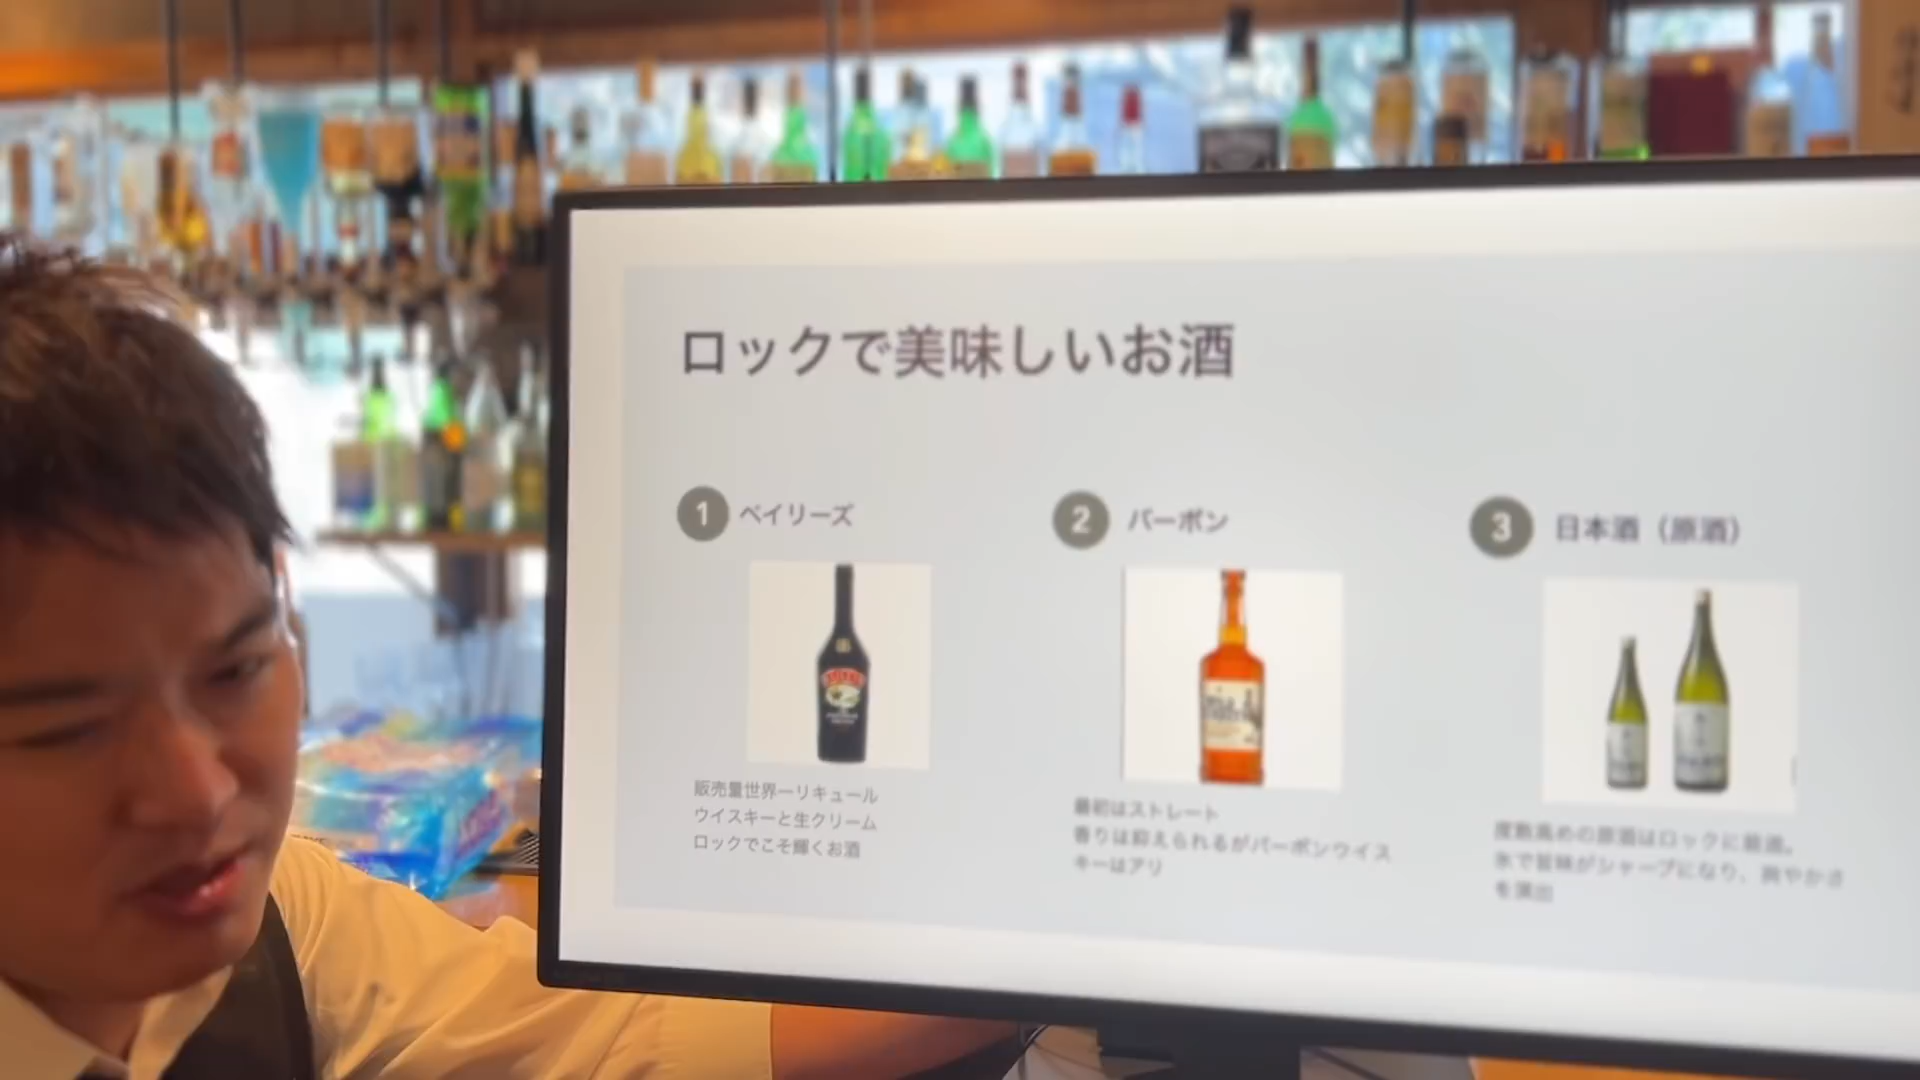 ロックで美味しいお酒
1 ベイリーズ
販売量世界一リキュール
ウイスキーと生クリーム
ロックでこそ輝くお酒
2 バーボン
最初はストレート
香りは抑えられるがバーボンウイス
キーはアリ
3 日本酒（原酒）
度数高めの原酒はロックに最適。
氷で旨味がシャープになり、爽やかさ
を演出